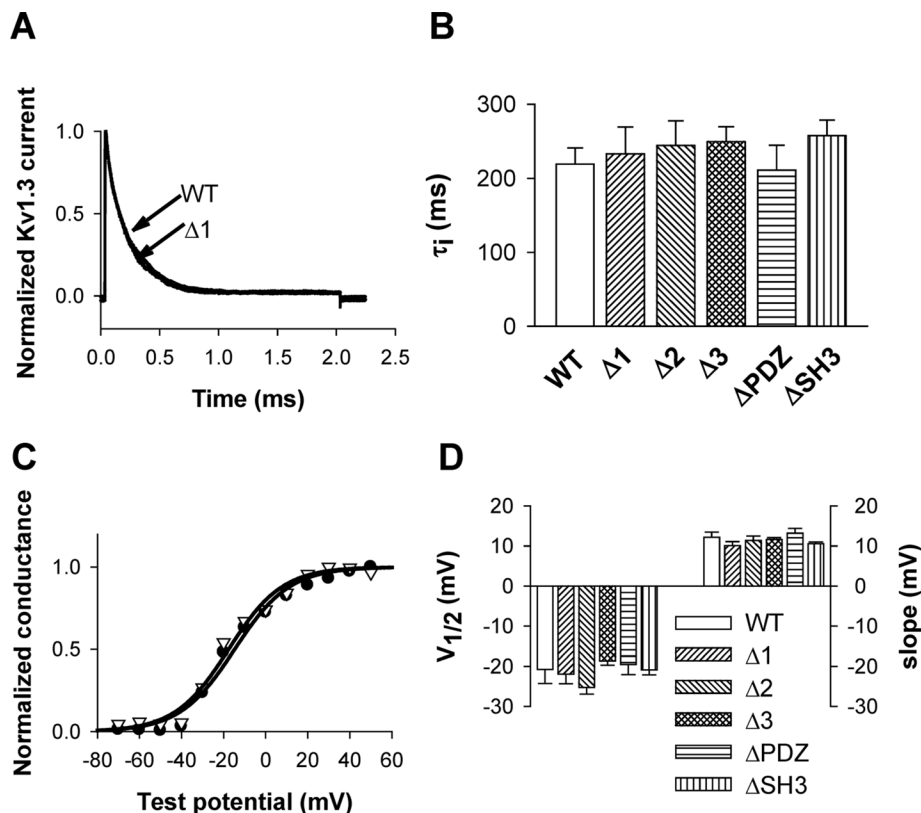 A
Normalized Kv1.3 current
1.0
0.5
0.0
WT
Δ1
0.0 0.5 1.0 1.5 2.0 2.5
Time (ms)
B
τi (ms)
300
200
100
0
WT Δ1 Δ2 Δ3 ΔPDZ ΔSH3
C
Normalized conductance
1.0
0.5
0.0
-80 -60 -40 -20 0 20 40 60
Test potential (mV)
D
V1/2 (mV)
20
10
0
-10
-20
-30
WT
Δ1
Δ2
Δ3
ΔPDZ
ΔSH3
20
10
0
-10
-20
-30
slope (mV)